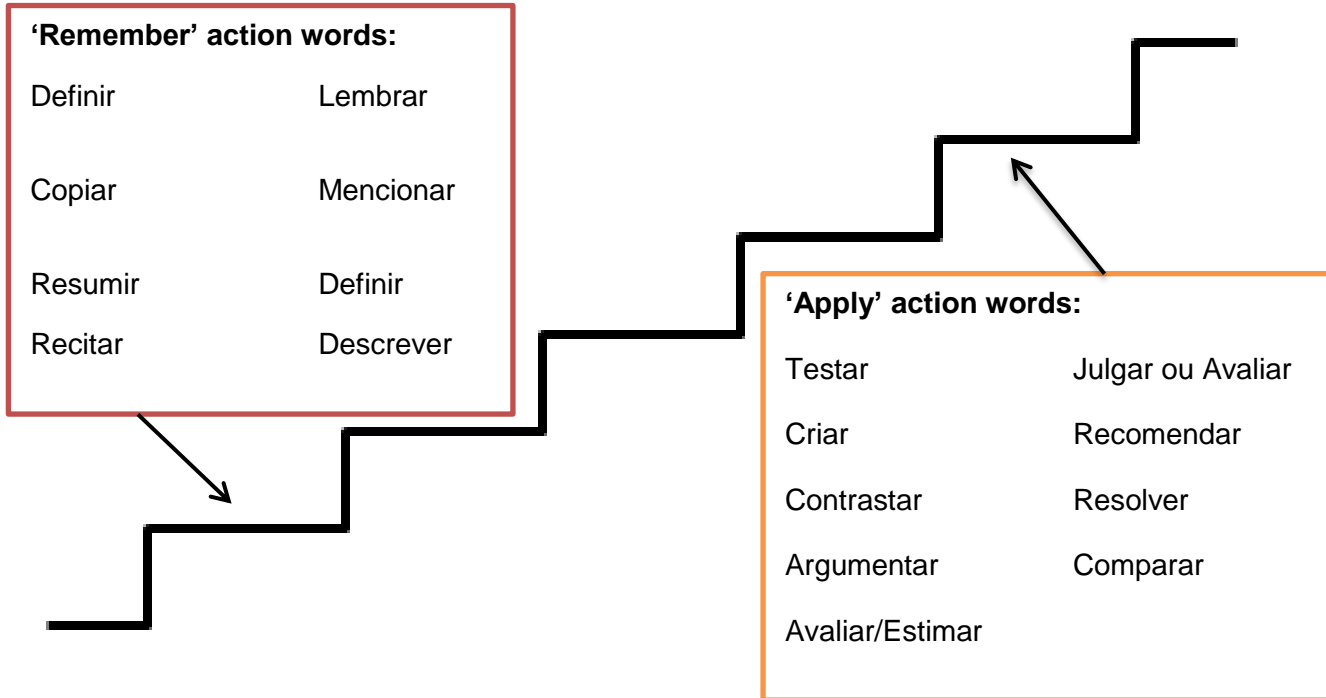 ‘Remember’ action words:
Definir Lembrar
Copiar Mencionar
Resumir Definir
Recitar Descrever
‘Apply’ action words:
Testar Julgar ou Avaliar
Criar Recomendar
Contrastar Resolver
Argumentar Comparar
Avaliar/Estimar